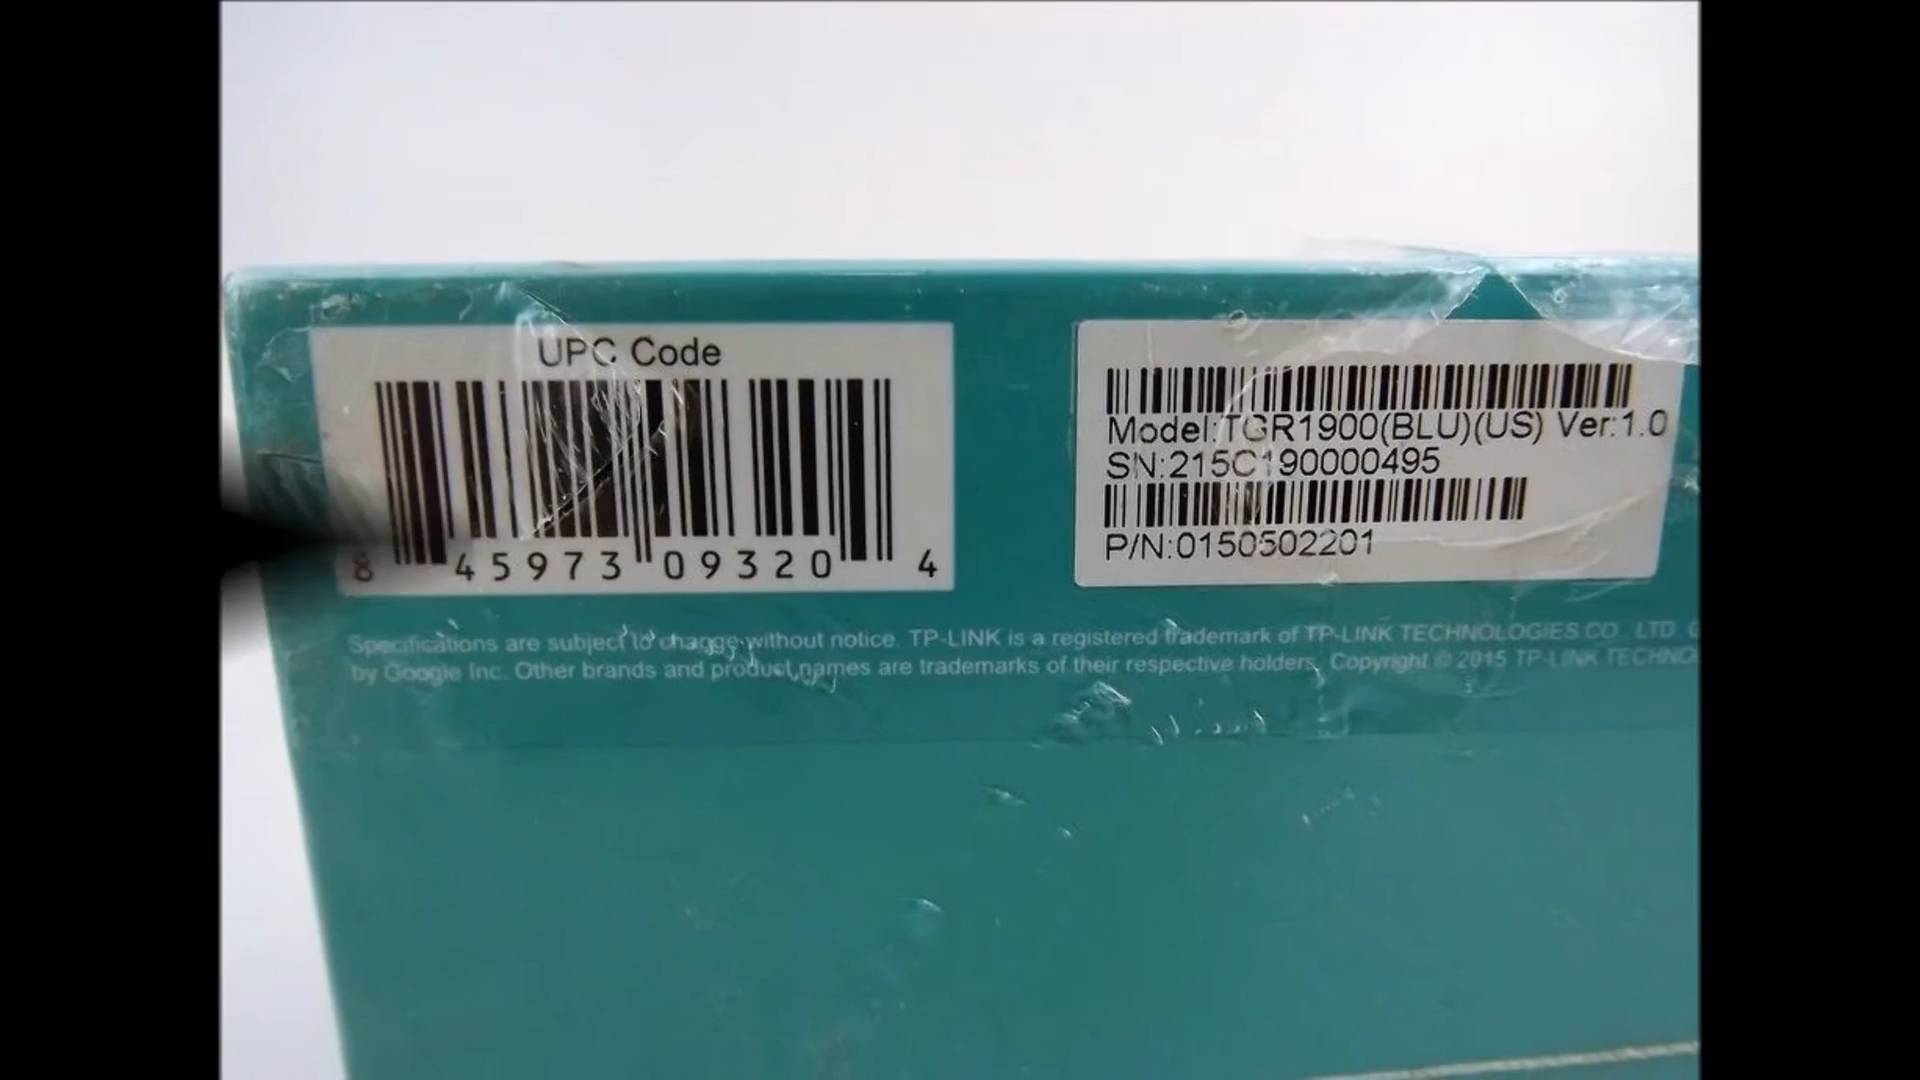 UPC Code
8 45973 09320 4
Model:TGR1900(BLU)(US) Ver:1.0
SN:215C190000495
P/N:0150502201
Specifications are subject to change without notice. TP-LINK is a registered trademark of TP-LINK TECHNOLOGIES CO., LTD.
by Google Inc. Other brands and product names are trademarks of their respective holders. Copyright © 2015 TP-LINK